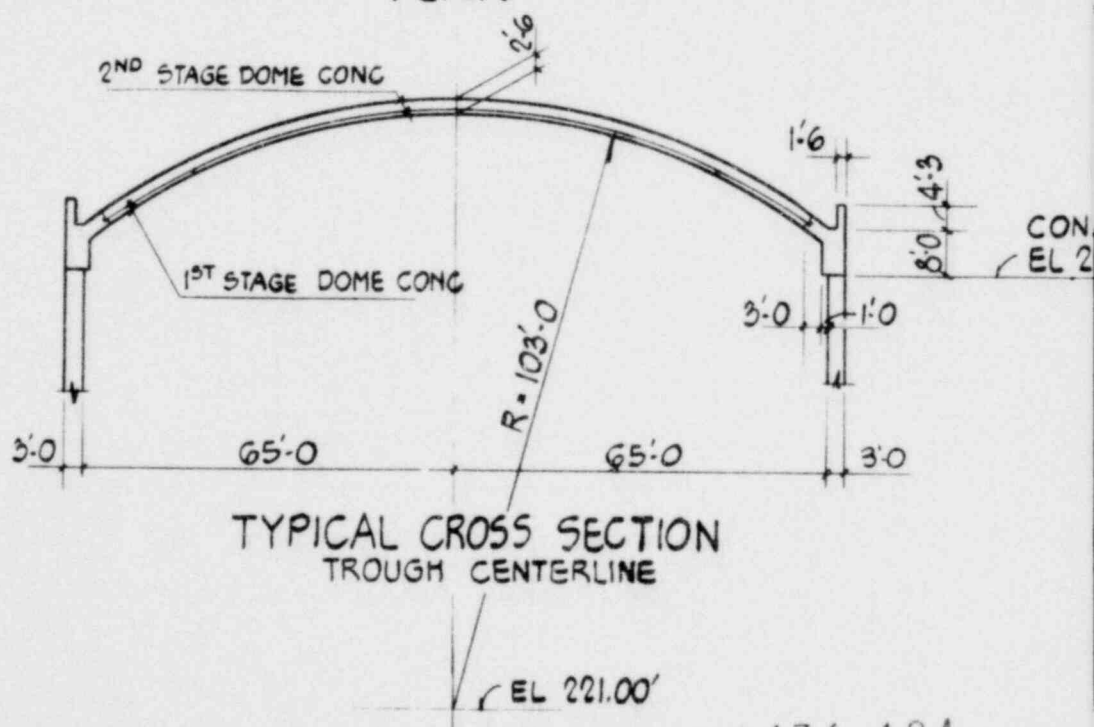 2'-6
2ND STAGE DOME CONC
1'-6
4'-3
8'-0
CON.
EL 2
1ST STAGE DOME CONC
3'-0
1'-0
R = 103'-0
3'-0
65'-0
65'-0
3'-0
TYPICAL CROSS SECTION
TROUGH CENTERLINE
EL 221.00'